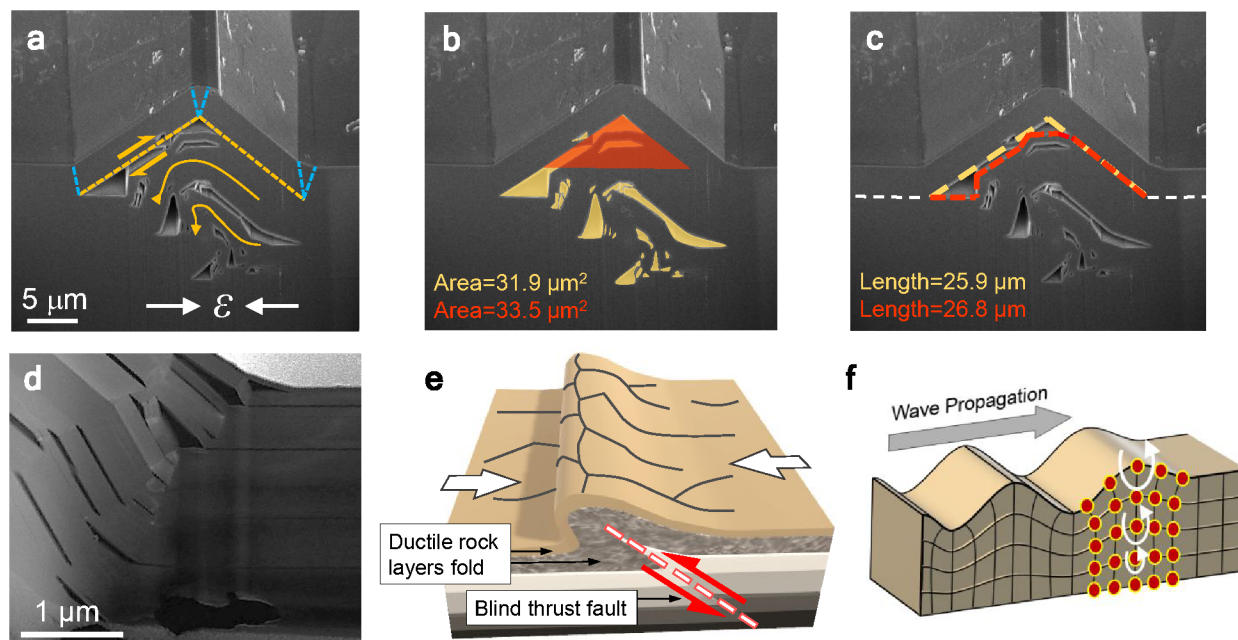 a
5 μm
ε
b
Area=31.9 μm²
Area=33.5 μm²
c
Length=25.9 μm
Length=26.8 μm
d
1 μm
e
Ductile rock
layers fold
Blind thrust fault
f
Wave Propagation